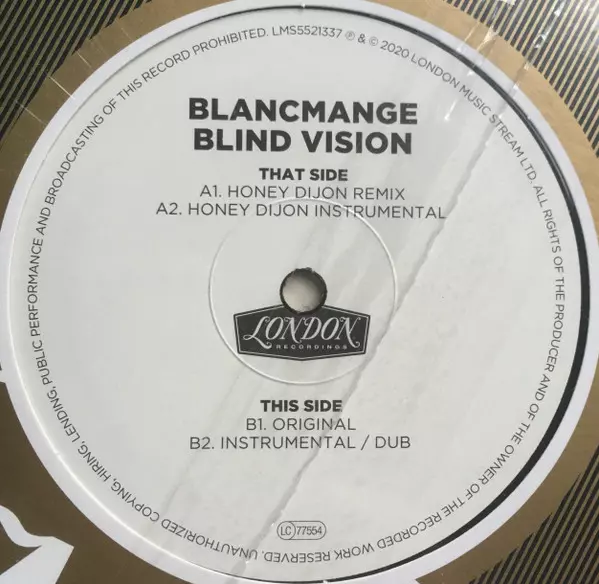 BLANCMANGE
BLIND VISION
THAT SIDE
A1. HONEY DIJON REMIX
A2. HONEY DIJON INSTRUMENTAL
LONDON
RECORDINGS
THIS SIDE
B1. ORIGINAL
B2. INSTRUMENTAL / DUB
LC 77554
UNAUTHORIZED COPYING, HIRING, LENDING, PUBLIC PERFORMANCE AND BROADCASTING OF THIS RECORD PROHIBITED. LMS5521337 ℗ & © 2020 LONDON MUSIC STREAM LTD. ALL RIGHTS OF THE PRODUCER AND OF THE OWNER OF THE RECORDED WORK RESERVED.